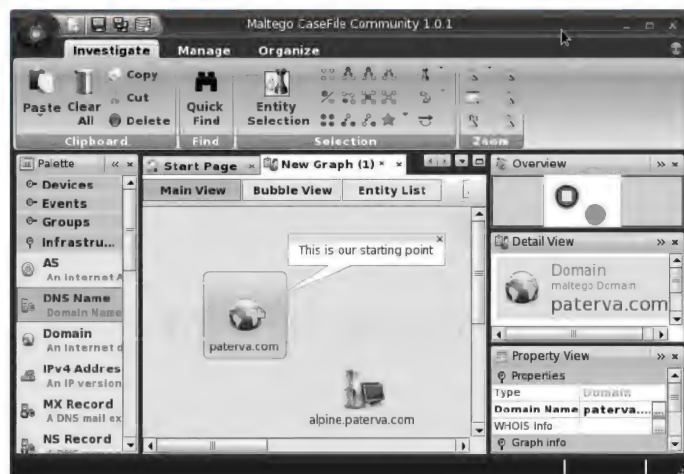 Maltego CaseFile Community 1.0.1
Investigate Manage Organize
Paste
Clear All
Copy
Cut
Delete
Quick Find
Entity Selection
Clipboard
Find
Selection
Zoom
Palette
Devices
Events
Groups
Infrastru...
AS
An Internet A
DNS Name
Domain Name
Domain
An Internet d
IPv4 Addres
An IP version
MX Record
A DNS mail ex
NS Record
Start Page
New Graph (1) *
Main View Bubble View Entity List
This is our starting point
paterva.com
alpine.paterva.com
Overview
Detail View
Domain
maltego Domain
paterva.com
Property View
Properties
Type Domain
Domain Name paterva....
WHOIS Info
Graph info